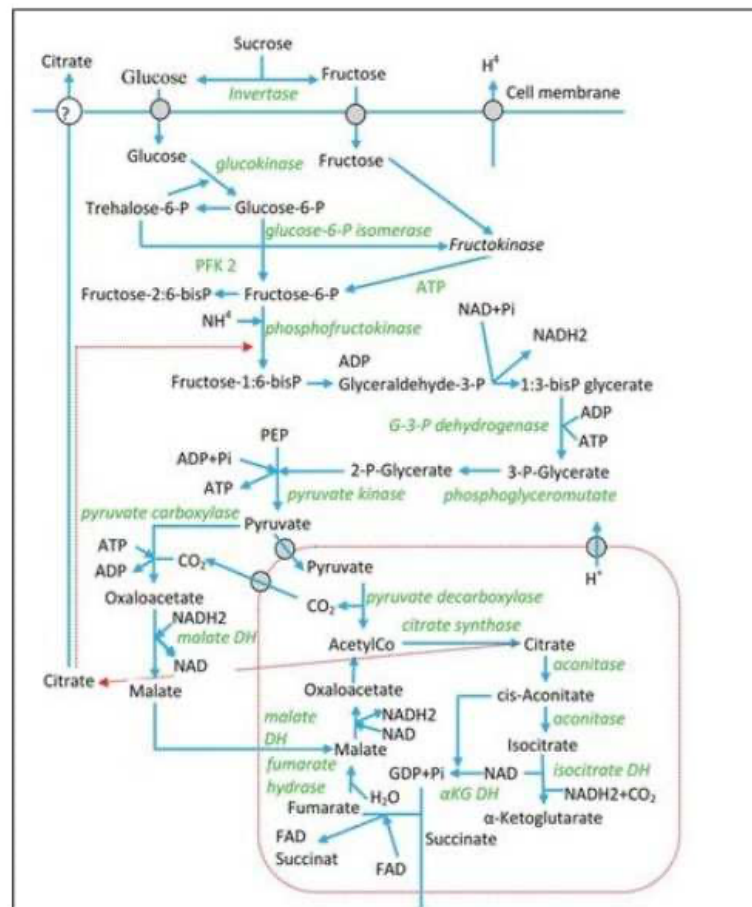 Sucrose
Citrate
Glucose
Fructose
H⁴
Invertase
Cell membrane
?
Glucose
Fructose
glucokinase
Trehalose-6-P
Glucose-6-P
glucose-6-P isomerase
Fructokinase
PFK 2
ATP
Fructose-2:6-bisP
Fructose-6-P
NAD+Pi
NH⁴
phosphofructokinase
NADH2
ADP
Fructose-1:6-bisP
Glyceraldehyde-3-P
1:3-bisP glycerate
G-3-P dehydrogenase
ADP
ATP
PEP
ADP+Pi
2-P-Glycerate
3-P-Glycerate
ATP
pyruvate kinase
phosphoglyceromutate
pyruvate carboxylase
Pyruvate
ATP
CO₂
Pyruvate
H⁺
ADP
Oxaloacetate
CO₂
pyruvate decarboxylase
NADH2
citrate synthase
malate DH
AcetylCo
Citrate
NAD
aconitase
Citrate
Malate
Oxaloacetate
cis-Aconitate
NADH2
aconitase
malate
DH
NAD
Malate
Isocitrate
fumarate
hydrase
GDP+Pi
NAD
isocitrate DH
H₂O
αKG DH
NADH2+CO₂
Fumarate
α-Ketoglutarate
FAD
Succinate
Succinat
FAD